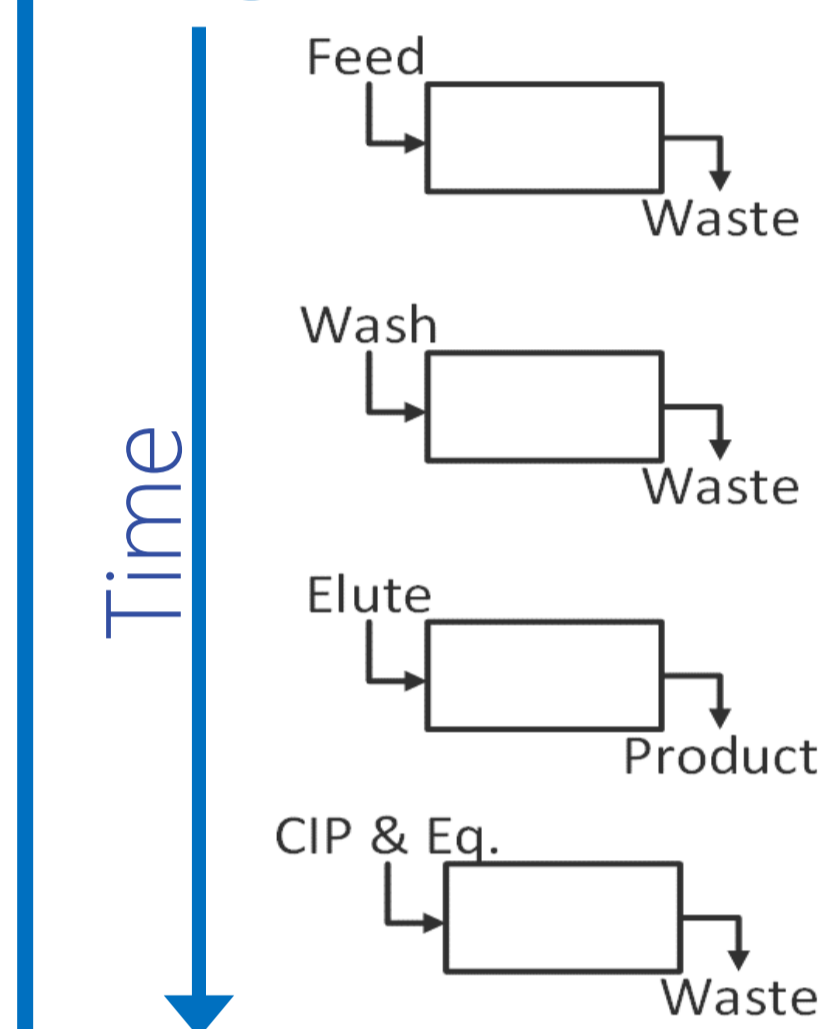 Feed
Waste
Wash
Waste
Time
Elute
Product
CIP & Eq.
Waste